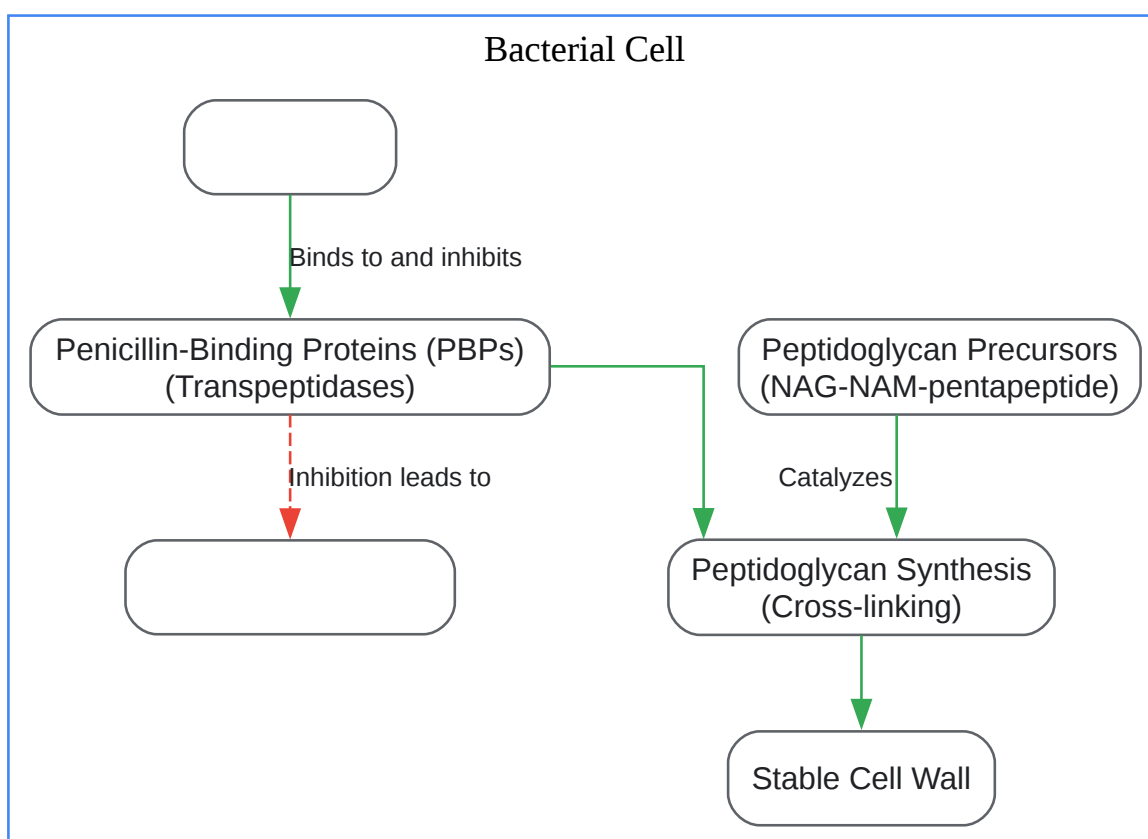 Bacterial Cell
Binds to and inhibits
Penicillin-Binding Proteins (PBPs)
(Transpeptidases)
Peptidoglycan Precursors
(NAG-NAM-pentapeptide)
Inhibition leads to
Catalyzes
Peptidoglycan Synthesis
(Cross-linking)
Stable Cell Wall